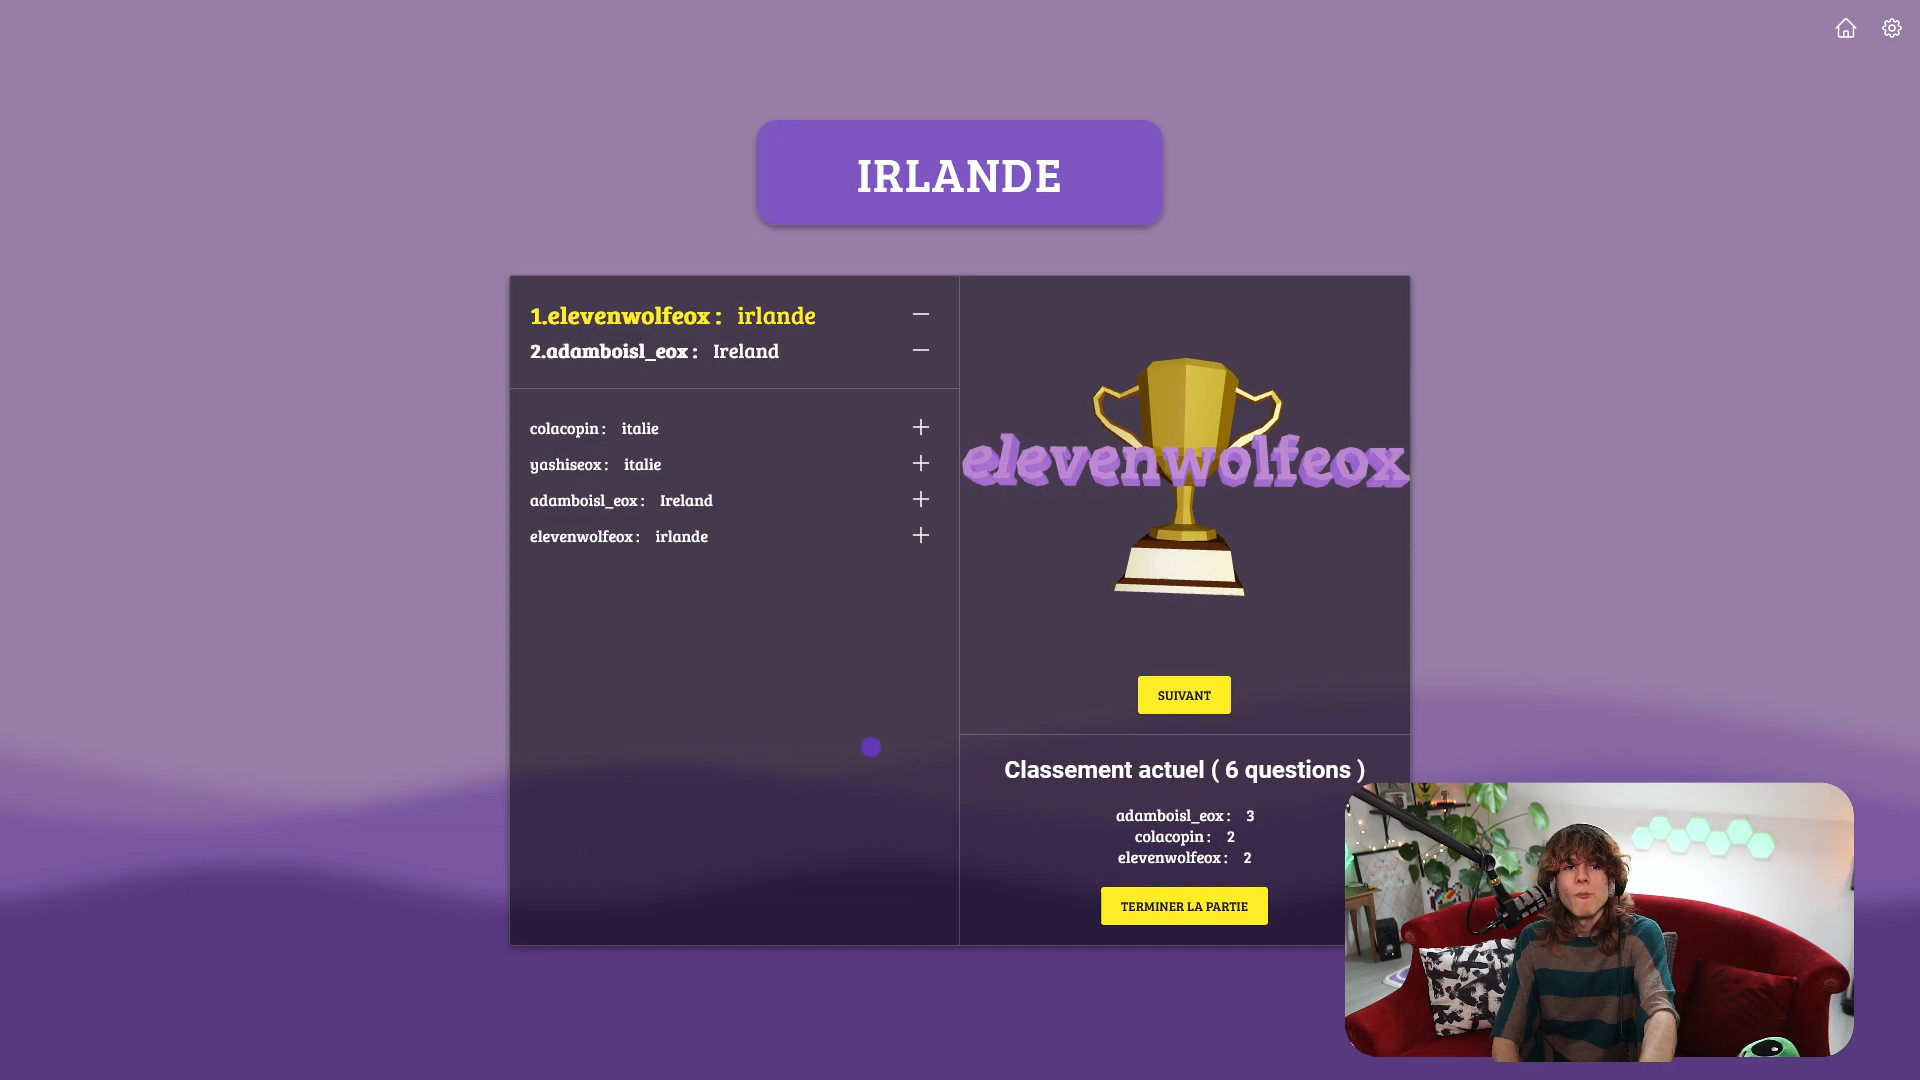 IRLANDE
1.elevenwolfeox : irlande
2.adamboisl_eox : Ireland
colacopin : italie
yashiseox : italie
adamboisl_eox : Ireland
elevenwolfeox : irlande
elevenwolfeox
SUIVANT
Classement actuel ( 6 questions )
adamboisl_eox : 3
colacopin : 2
elevenwolfeox : 2
TERMINER LA PARTIE